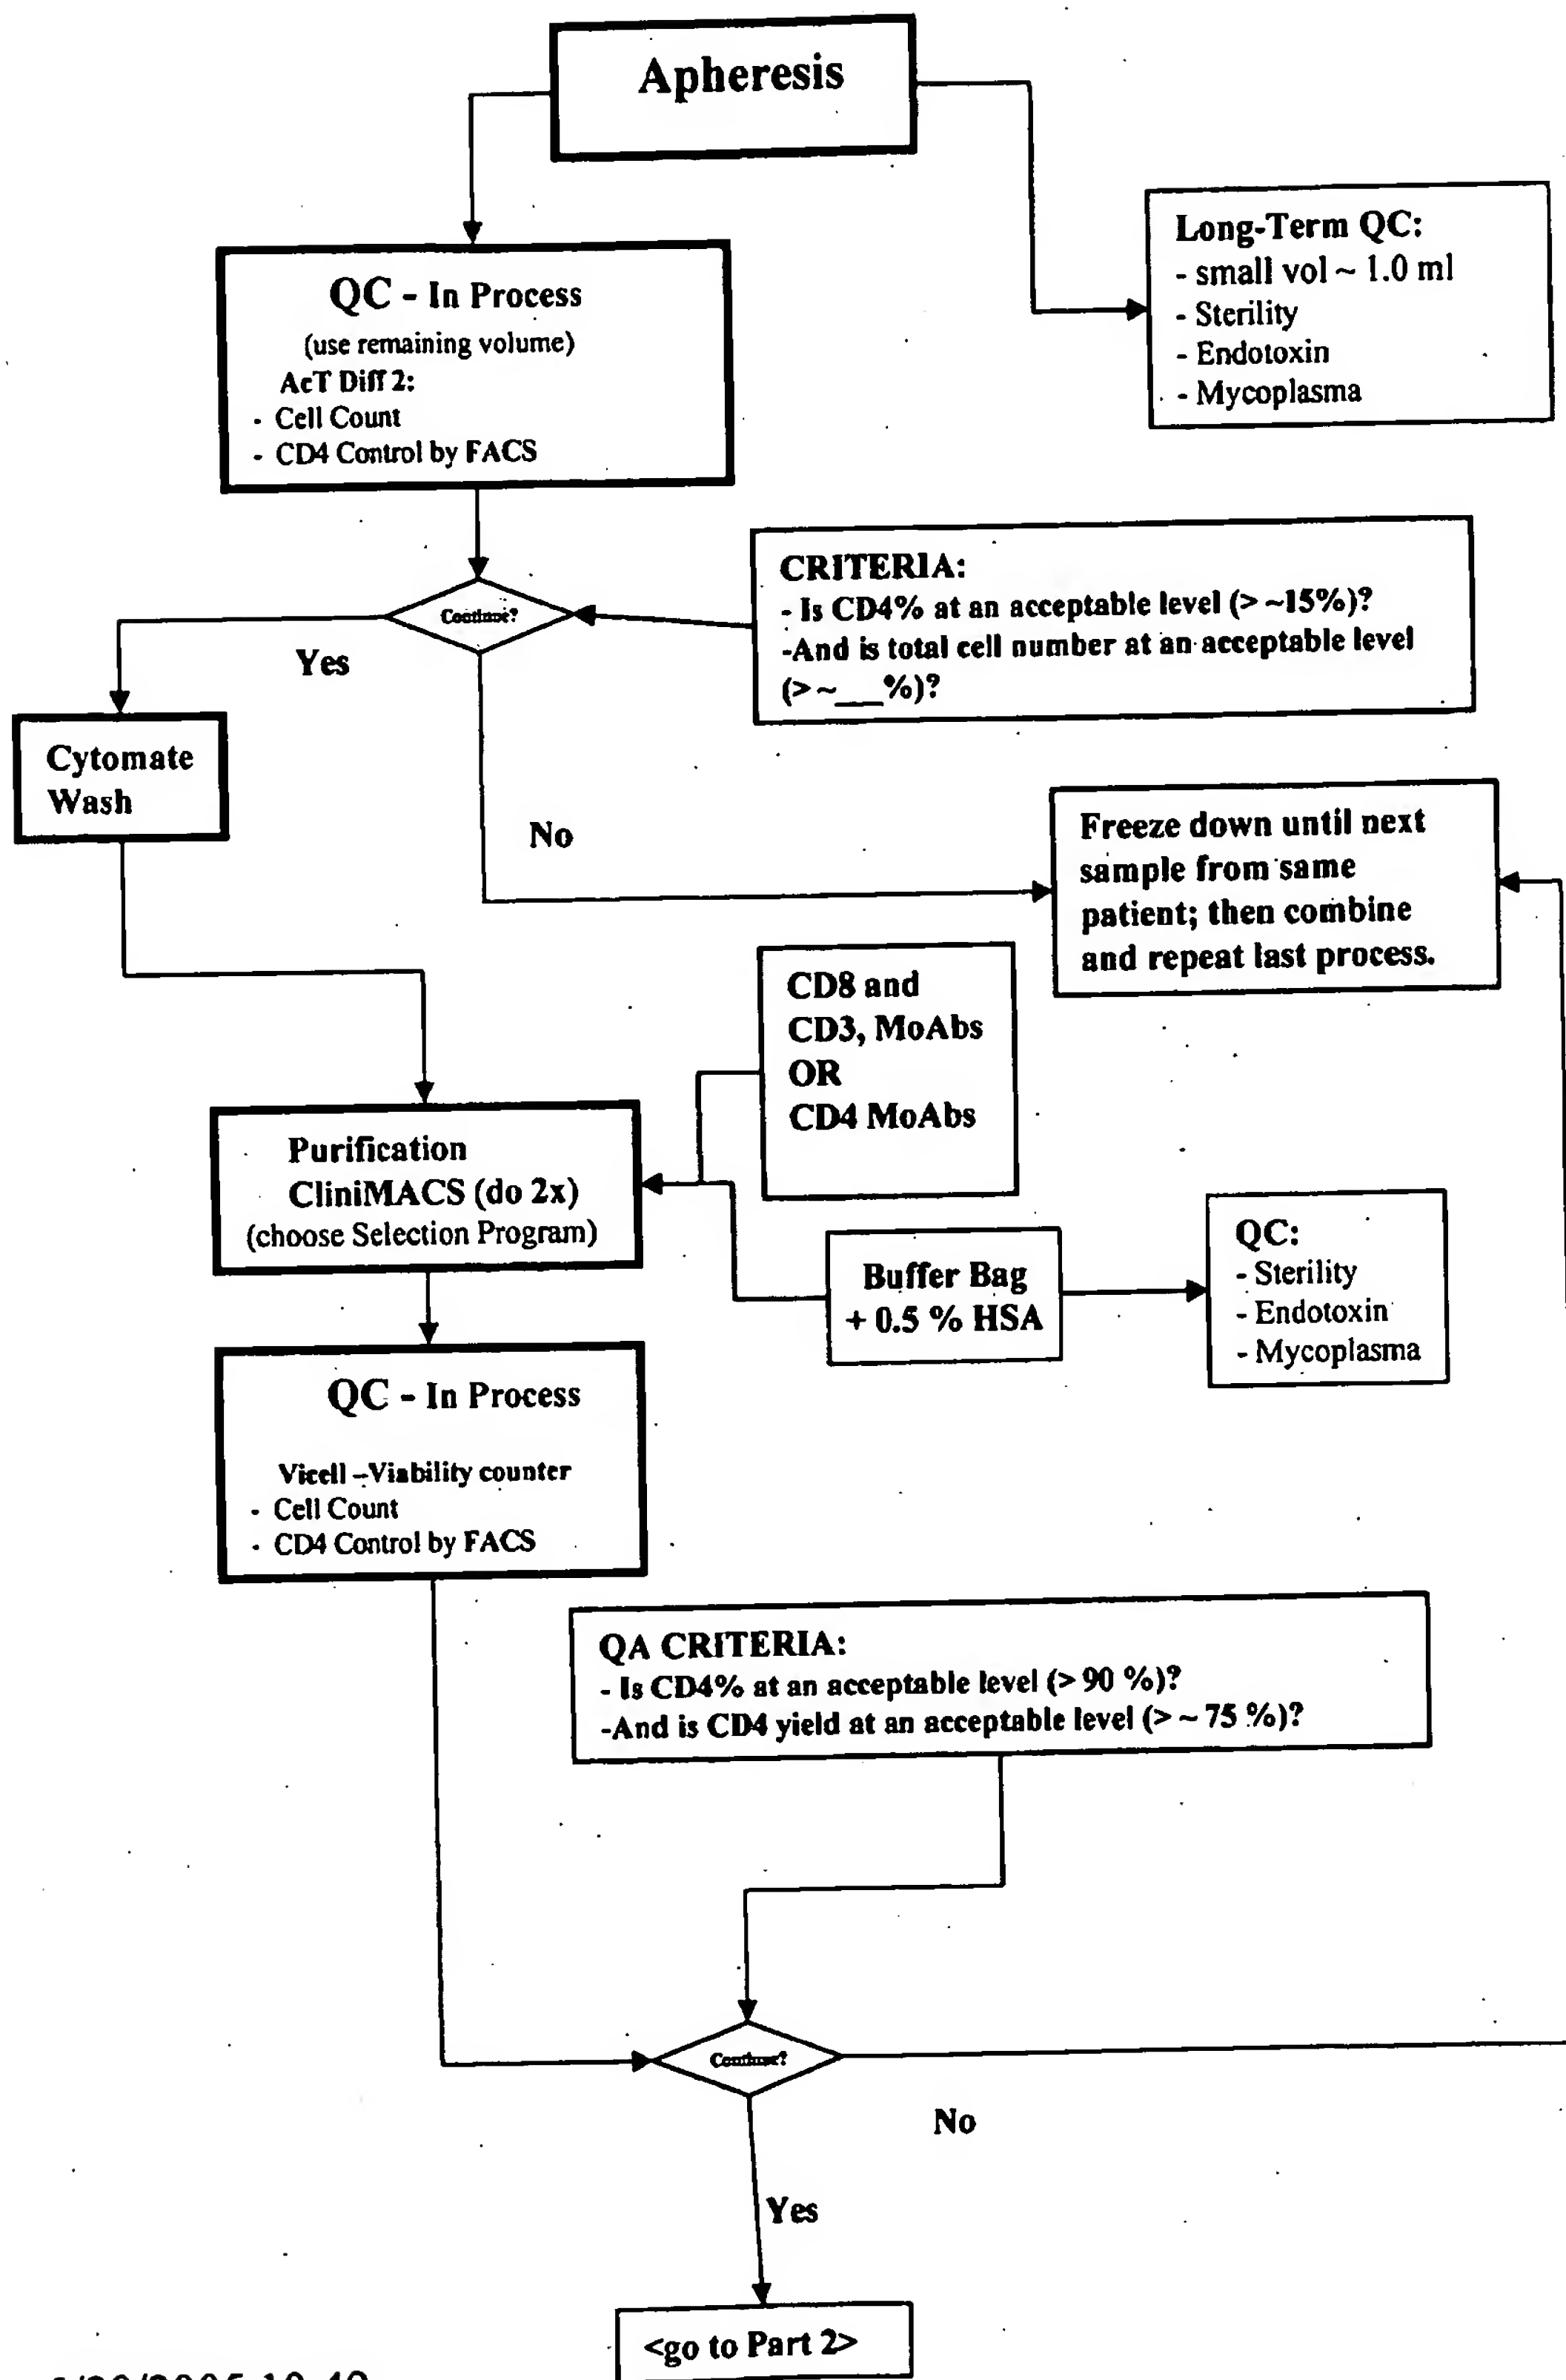 Apheresis
Long-Term QC:
- small vol ~ 1.0 ml
- Sterility
- Endotoxin
- Mycoplasma
QC - In Process
(use remaining volume)
AcT Diff 2:
- Cell Count
- CD4 Control by FACS
CRITERIA:
- Is CD4% at an acceptable level (> ~15%)?
-And is total cell number at an acceptable level
(> ~___%)?
Continue?
Yes
Cytomate
Wash
No
Freeze down until next
sample from same
patient; then combine
and repeat last process.
CD8 and
CD3, MoAbs
OR
CD4 MoAbs
Purification
CliniMACS (do 2x)
(choose Selection Program)
Buffer Bag
+ 0.5 % HSA
QC:
- Sterility
- Endotoxin
- Mycoplasma
QC - In Process
Vicell –Viability counter
- Cell Count
- CD4 Control by FACS
QA CRITERIA:
- Is CD4% at an acceptable level (> 90 %)?
-And is CD4 yield at an acceptable level (> ~ 75 %)?
Continue?
No
Yes
<go to Part 2>